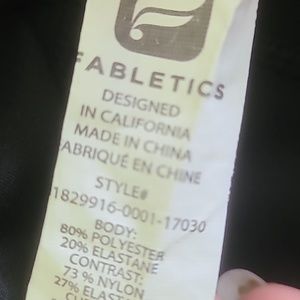 FABLETICS
DESIGNED
IN CALIFORNIA
MADE IN CHINA
FABRIQUÉ EN CHINE
STYLE#
1829916-0001-17030
BODY:
80% POLYESTER
20% ELASTANE
CONTRAST:
73 % NYLON
27% ELASTANE